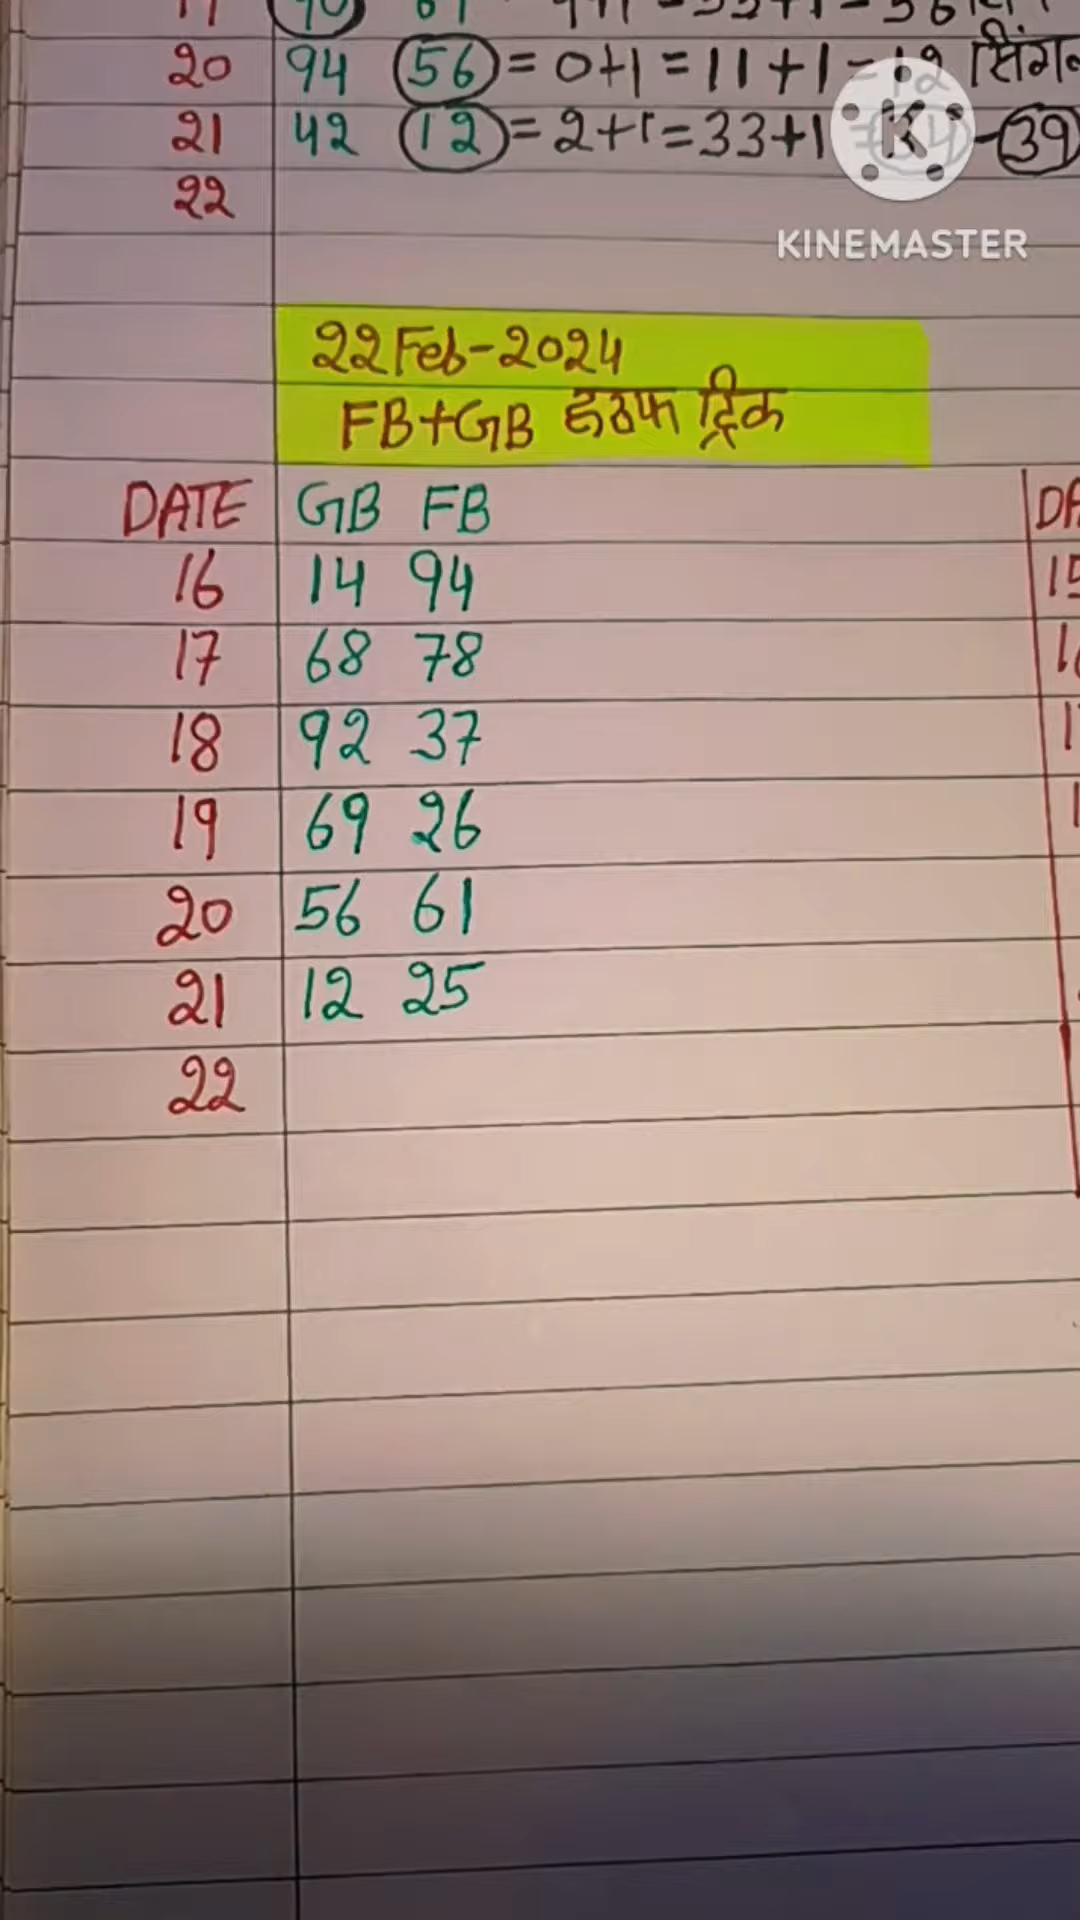 20 94 56 = 0+1 = 11+1 = 12
21 42 12 = 2+1 = 33+1 = 34 - 39
22
KINEMASTER
22 Feb-2024
FB+GB हरुफ ट्रिक
DATE GB FB
16 14 94
17 68 78
18 92 37
19 69 26
20 56 61
21 12 25
22